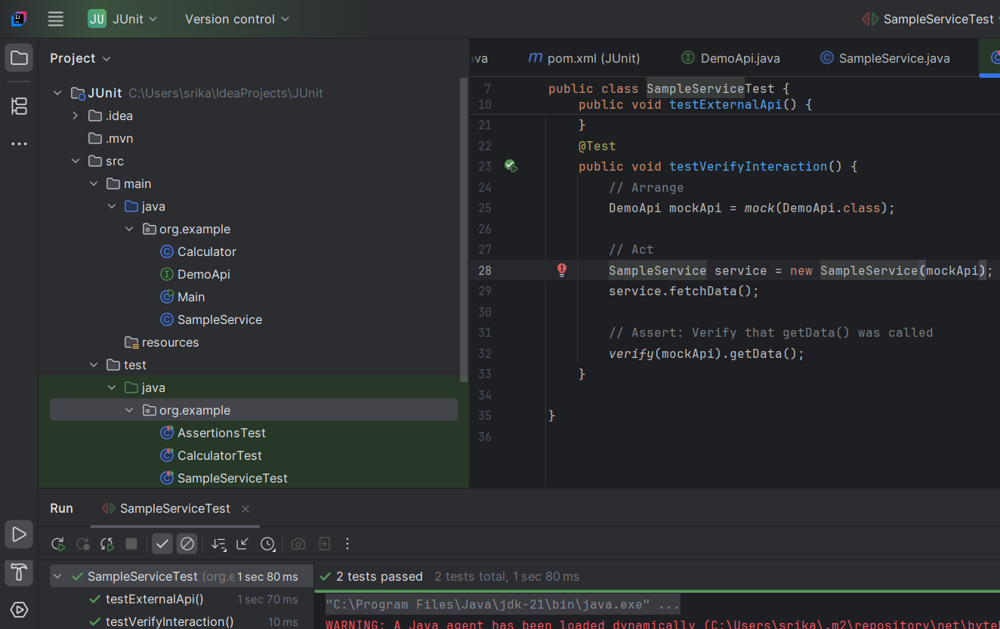 JU JUnit Version control SampleServiceTest
Project
JUnit C:\Users\srika\IdeaProjects\JUnit
.idea
.mvn
src
main
java
org.example
Calculator
DemoApi
Main
SampleService
resources
test
java
org.example
AssertionsTest
CalculatorTest
SampleServiceTest
pom.xml (JUnit) DemoApi.java SampleService.java
7 public class SampleServiceTest {
10 public void testExternalApi() {
21 }
22 @Test
23 public void testVerifyInteraction() {
24 // Arrange
25 DemoApi mockApi = mock(DemoApi.class);
26
27 // Act
28 SampleService service = new SampleService(mockApi);
29 service.fetchData();
30
31 // Assert: Verify that getData() was called
32 verify(mockApi).getData();
33 }
34
35 }
36
Run SampleServiceTest
SampleServiceTest (org.e 1 sec 80 ms
testExternalApi() 1 sec 70 ms
testVerifyInteraction() 10 ms
2 tests passed 2 tests total, 1 sec 80 ms
"C:\Program Files\Java\jdk-21\bin\java.exe" ...
WARNING: A Java agent has been loaded dynamically (C:\Users\srika\.m2\repository\net\byteb